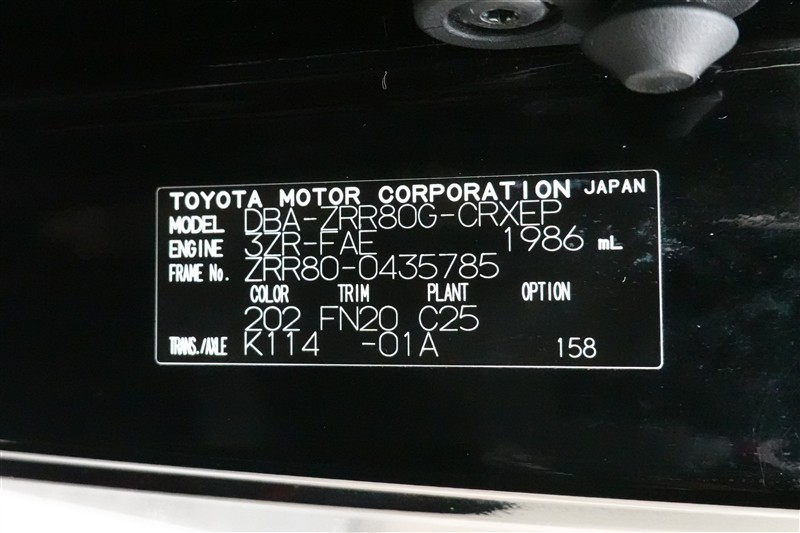 TOYOTA MOTOR CORPORATION JAPAN
MODEL DBA-ZRR80G-CRXEP
ENGINE 3ZR-FAE 1986 mL
FRAME No. ZRR80-0435785
COLOR TRIM PLANT OPTION
202 FN20 C25
TRANS./AXLE K114 -01A 158